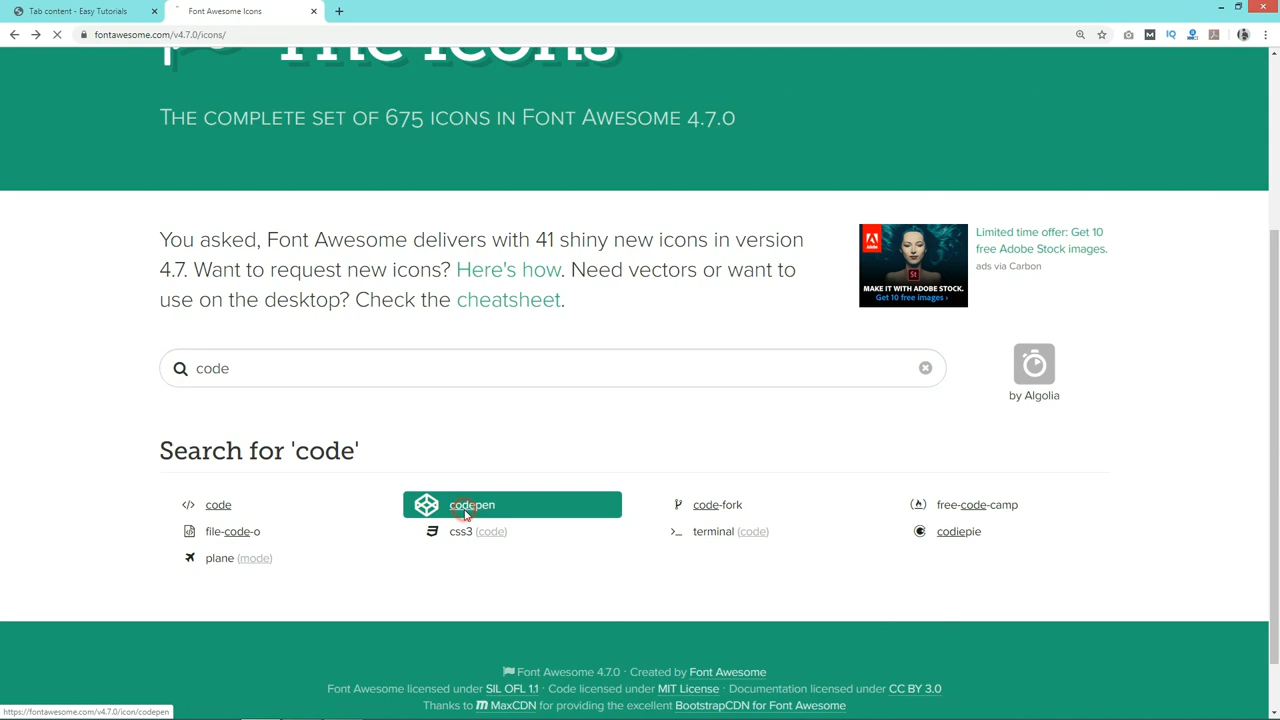 Tab content - Easy Tutorials
Font Awesome Icons
fontawesome.com/v4.7.0/icons/
The Icons
The complete set of 675 icons in Font Awesome 4.7.0
You asked, Font Awesome delivers with 41 shiny new icons in version
4.7. Want to request new icons? Here's how. Need vectors or want to
use on the desktop? Check the cheatsheet.
St
MAKE IT WITH ADOBE STOCK.
Get 10 free images ›
Limited time offer: Get 10
free Adobe Stock images.
ads via Carbon
code
by Algolia
Search for 'code'
code
codepen
code-fork
free-code-camp
file-code-o
css3 (code)
terminal (code)
codiepie
plane (mode)
Font Awesome 4.7.0 · Created by Font Awesome
Font Awesome licensed under SIL OFL 1.1 · Code licensed under MIT License · Documentation licensed under CC BY 3.0
Thanks to MaxCDN for providing the excellent BootstrapCDN for Font Awesome
https://fontawesome.com/v4.7.0/icon/codepen